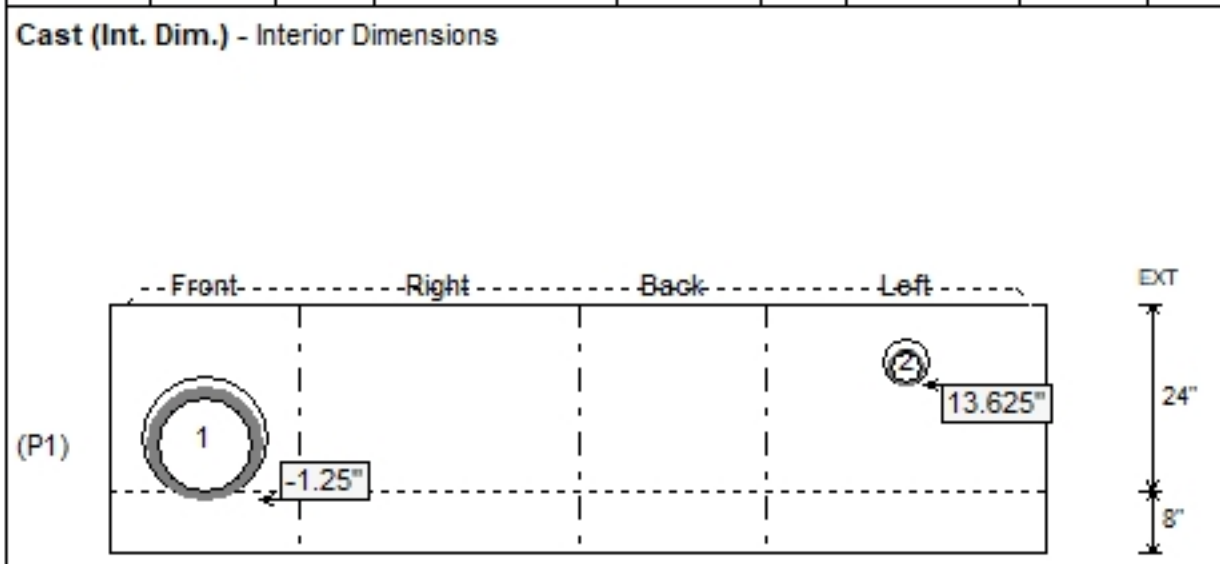 Cast (Int. Dim.) - Interior Dimensions
Front Right Back Left EXT
2
13.625"
24"
(P1)
1
-1.25"
8"